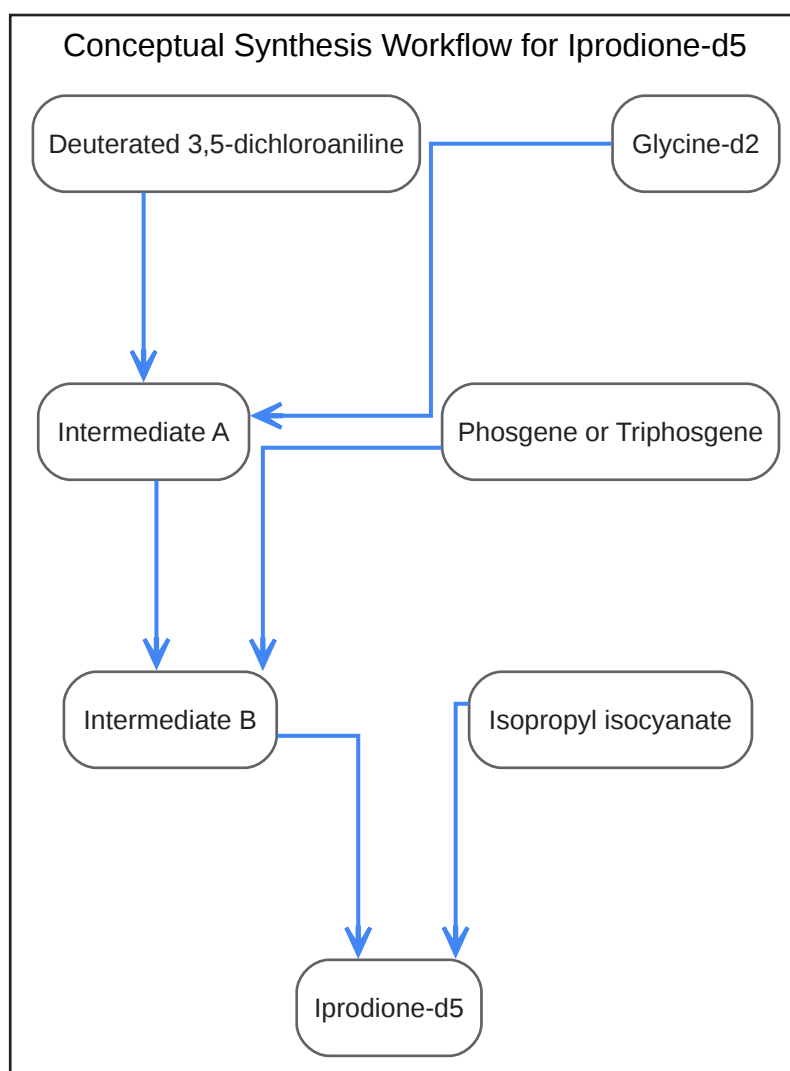 Conceptual Synthesis Workflow for Iprodione-d5
Deuterated 3,5-dichloroaniline
Glycine-d2
Intermediate A
Phosgene or Triphosgene
Intermediate B
Isopropyl isocyanate
Iprodione-d5